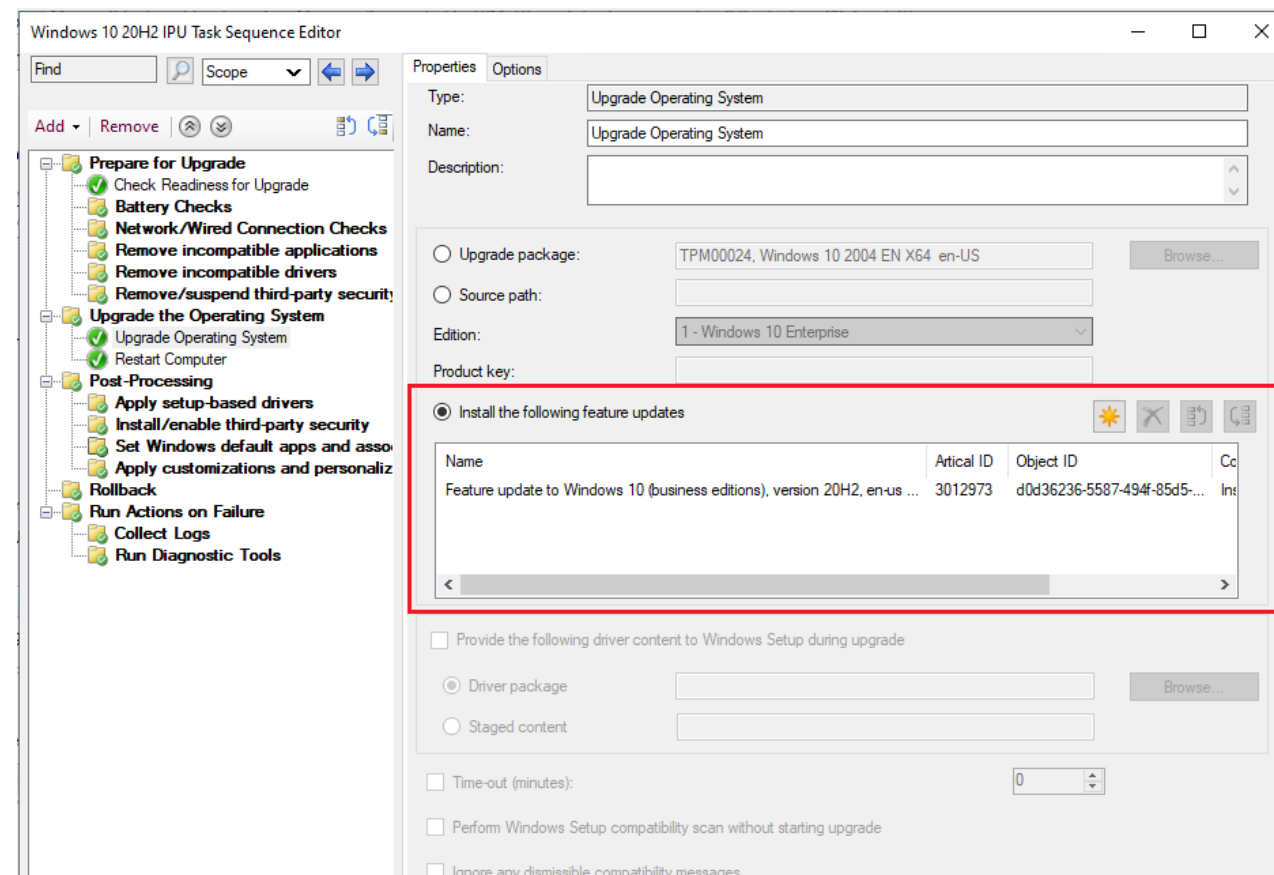 Windows 10 20H2 IPU Task Sequence Editor
Find
Scope
Add
Remove
Prepare for Upgrade
Check Readiness for Upgrade
Battery Checks
Network/Wired Connection Checks
Remove incompatible applications
Remove incompatible drivers
Remove/suspend third-party security
Upgrade the Operating System
Upgrade Operating System
Restart Computer
Post-Processing
Apply setup-based drivers
Install/enable third-party security
Set Windows default apps and asso
Apply customizations and personaliz
Rollback
Run Actions on Failure
Collect Logs
Run Diagnostic Tools
Properties Options
Type: Upgrade Operating System
Name: Upgrade Operating System
Description:
Upgrade package: TPM00024, Windows 10 2004 EN X64 en-US Browse...
Source path:
Edition: 1 - Windows 10 Enterprise
Product key:
Install the following feature updates
Name Artical ID Object ID Co
Feature update to Windows 10 (business editions), version 20H2, en-us ... 3012973 d0d36236-5587-494f-85d5-... Ins
Provide the following driver content to Windows Setup during upgrade
Driver package Browse...
Staged content
Time-out (minutes): 0
Perform Windows Setup compatibility scan without starting upgrade
Ignore any dismissible compatibility messages